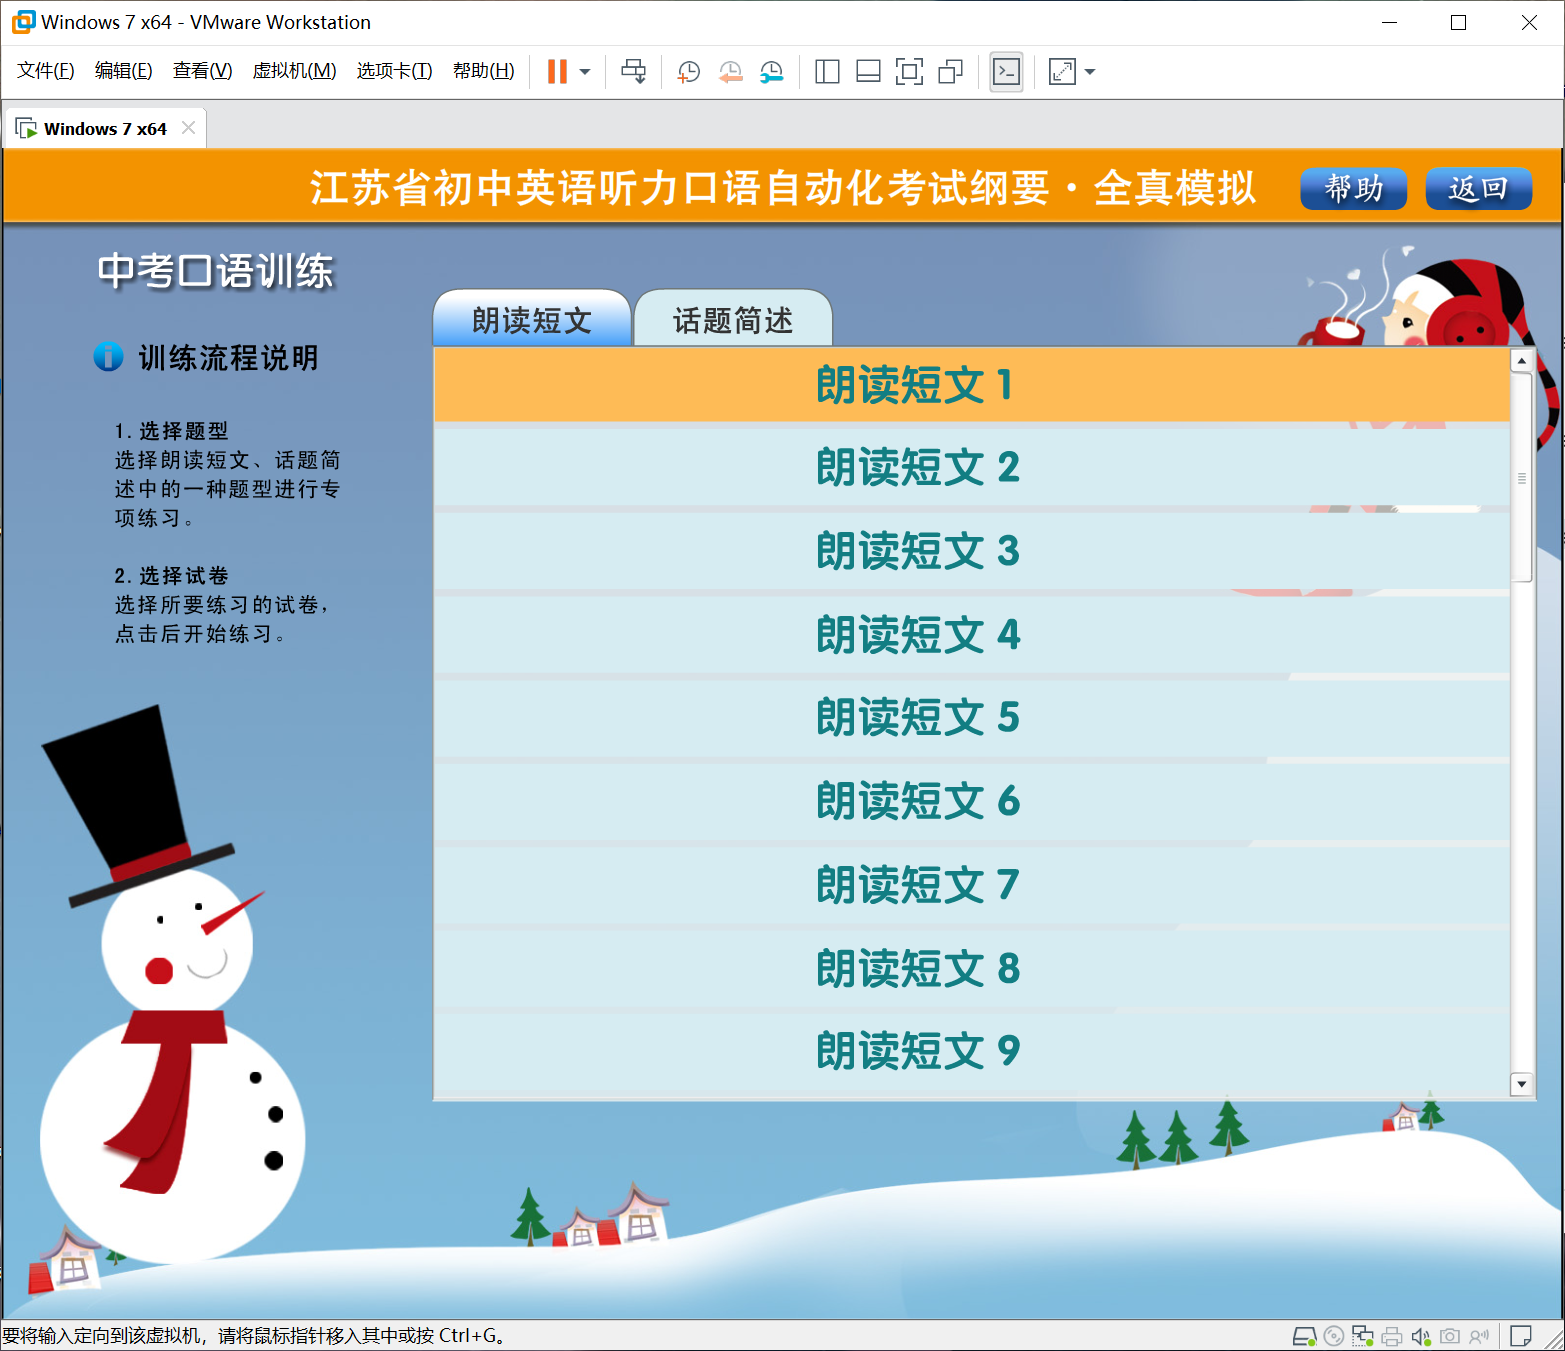 Windows 7 x64 - VMware Workstation
文件(F) 编辑(E) 查看(V) 虚拟机(M) 选项卡(T) 帮助(H)
Windows 7 x64
江苏省初中英语听力口语自动化考试纲要·全真模拟
帮助 返回
中考口语训练
训练流程说明
1. 选择题型
选择朗读短文、话题简
述中的一种题型进行专
项练习。
2. 选择试卷
选择所要练习的试卷，
点击后开始练习。
朗读短文 话题简述
朗读短文 1
朗读短文 2
朗读短文 3
朗读短文 4
朗读短文 5
朗读短文 6
朗读短文 7
朗读短文 8
朗读短文 9
要将输入定向到该虚拟机，请将鼠标指针移入其中或按 Ctrl+G。